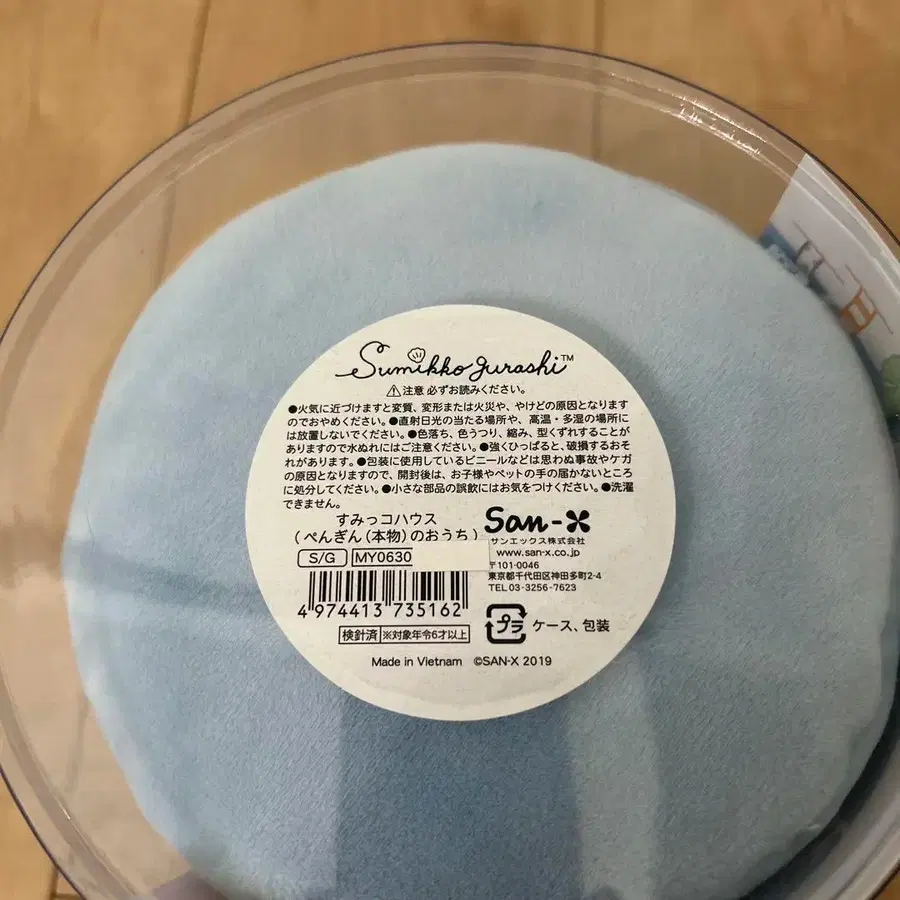 Sumikko gurashi™
⚠注意 必ずお読みください。
●火気に近づけますと変質、変形または火災や、やけどの原因となります
のでおやめください。●直射日光の当たる場所や、高温・多湿の場所に
は放置しないでください。●色落ち、色うつり、縮み、型くずれすることが
ありますので水ぬれにはご注意ください。●強くひっぱると、破損するおそ
れがあります。●包装に使用しているビニールなどは思わぬ事故やケガ
の原因となりますので、開封後は、お子様やペットの手の届かないところ
に処分してください。●小さな部品の誤飲にはお気をつけください。●洗濯
できません。
すみっコハウス
(ぺんぎん(本物)のおうち)
S/G MY0630
4 974413 735162
検針済 ※対象年令6才以上
San-X
サンエックス株式会社
www.san-x.co.jp
〒101-0046
東京都千代田区神田多町2-4
TEL 03-3256-7623
プラ ケース、包装
Made in Vietnam ©SAN-X 2019